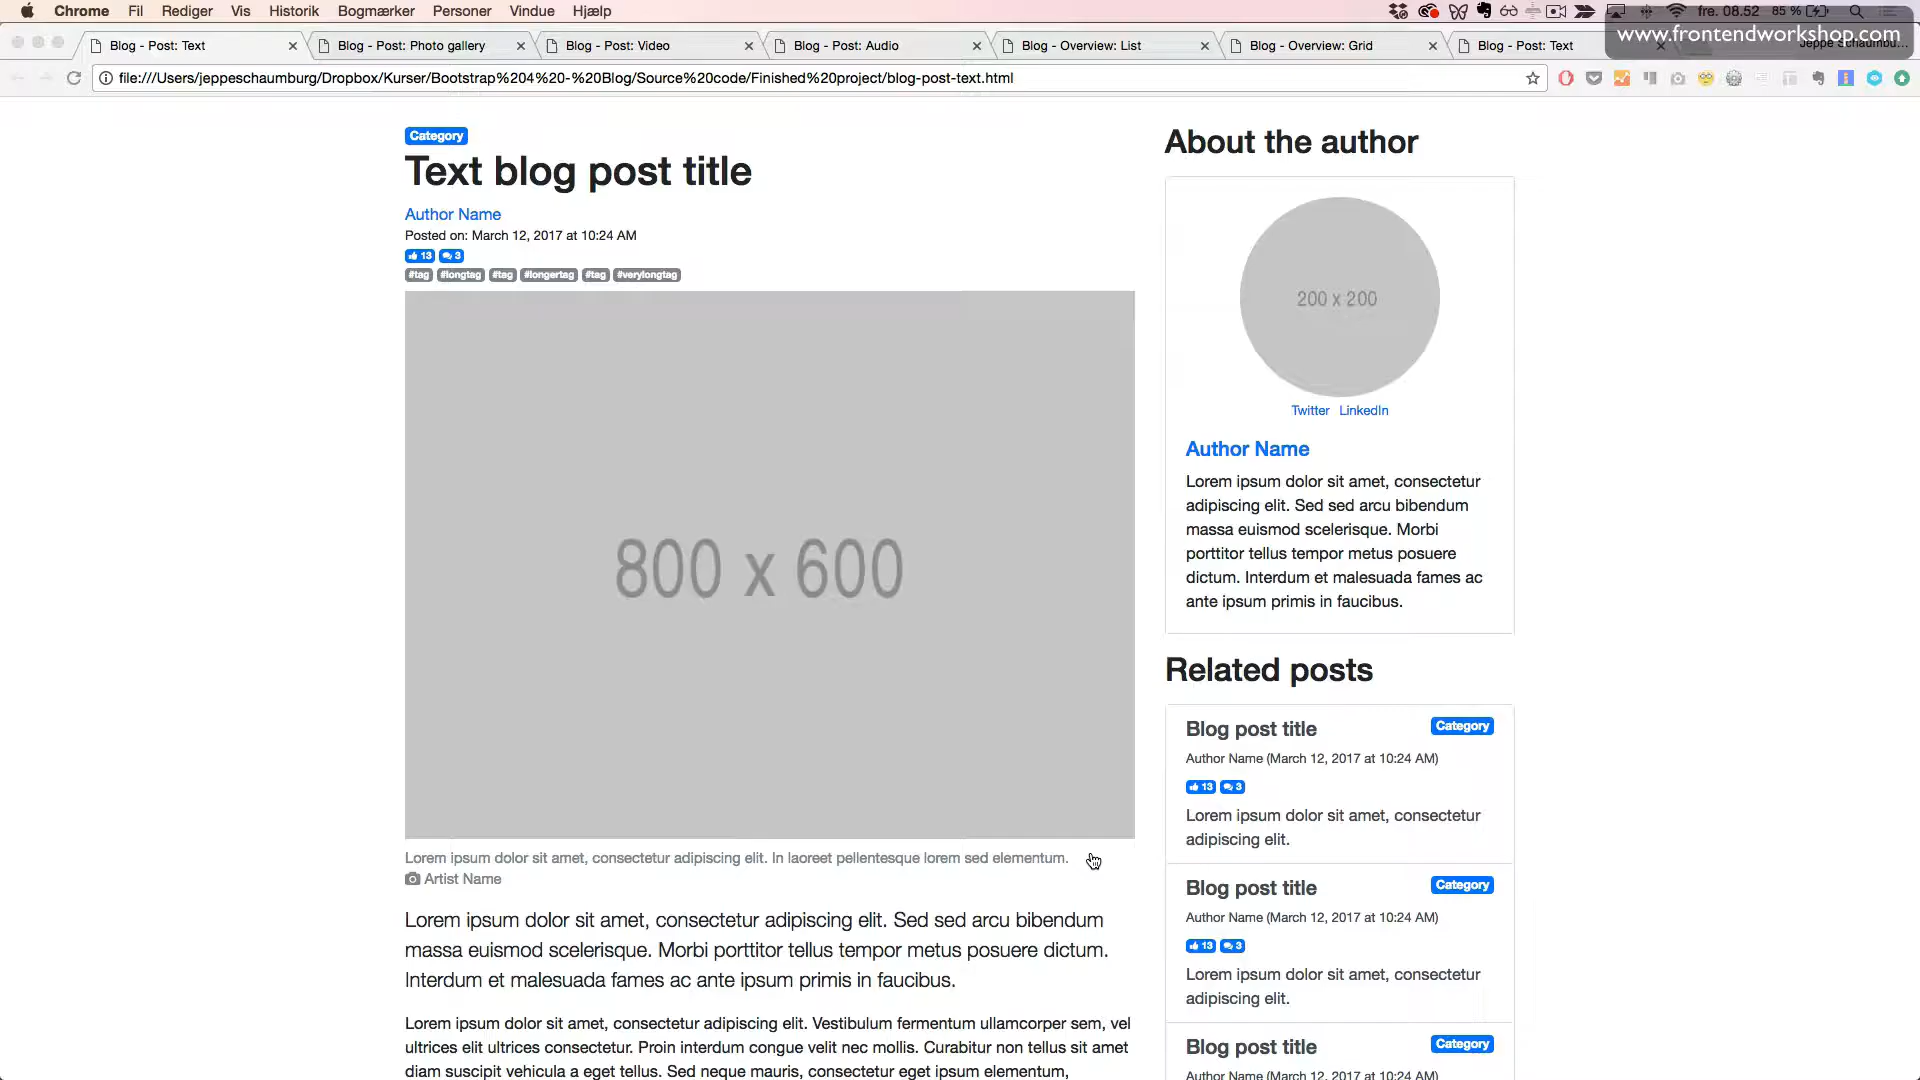 Chrome Fil Rediger Vis Historik Bogmærker Personer Vindue Hjælp fre. 08.52 85 %
www.frontendworkshop.com
Blog - Post: Text Blog - Post: Photo gallery Blog - Post: Video Blog - Post: Audio Blog - Overview: List Blog - Overview: Grid Blog - Post: Text Jeppe Schaumbu...
file:///Users/jeppeschaumburg/Dropbox/Kurser/Bootstrap%204%20-%20Blog/Source%20code/Finished%20project/blog-post-text.html
Category
Text blog post title
Author Name
Posted on: March 12, 2017 at 10:24 AM
13 3
#tag #longtag #tag #longertag #tag #verylongtag
800 x 600
Lorem ipsum dolor sit amet, consectetur adipiscing elit. In laoreet pellentesque lorem sed elementum.
Artist Name
Lorem ipsum dolor sit amet, consectetur adipiscing elit. Sed sed arcu bibendum
massa euismod scelerisque. Morbi porttitor tellus tempor metus posuere dictum.
Interdum et malesuada fames ac ante ipsum primis in faucibus.
Lorem ipsum dolor sit amet, consectetur adipiscing elit. Vestibulum fermentum ullamcorper sem, vel
ultrices elit ultrices consectetur. Proin interdum congue velit nec mollis. Curabitur non tellus sit amet
diam suscipit vehicula a eget tellus. Sed neque mauris, consectetur eget ipsum elementum,
About the author
200 x 200
Twitter LinkedIn
Author Name
Lorem ipsum dolor sit amet, consectetur
adipiscing elit. Sed sed arcu bibendum
massa euismod scelerisque. Morbi
porttitor tellus tempor metus posuere
dictum. Interdum et malesuada fames ac
ante ipsum primis in faucibus.
Related posts
Blog post title Category
Author Name (March 12, 2017 at 10:24 AM)
13 3
Lorem ipsum dolor sit amet, consectetur
adipiscing elit.
Blog post title Category
Author Name (March 12, 2017 at 10:24 AM)
13 3
Lorem ipsum dolor sit amet, consectetur
adipiscing elit.
Blog post title Category
Author Name (March 12, 2017 at 10:24 AM)